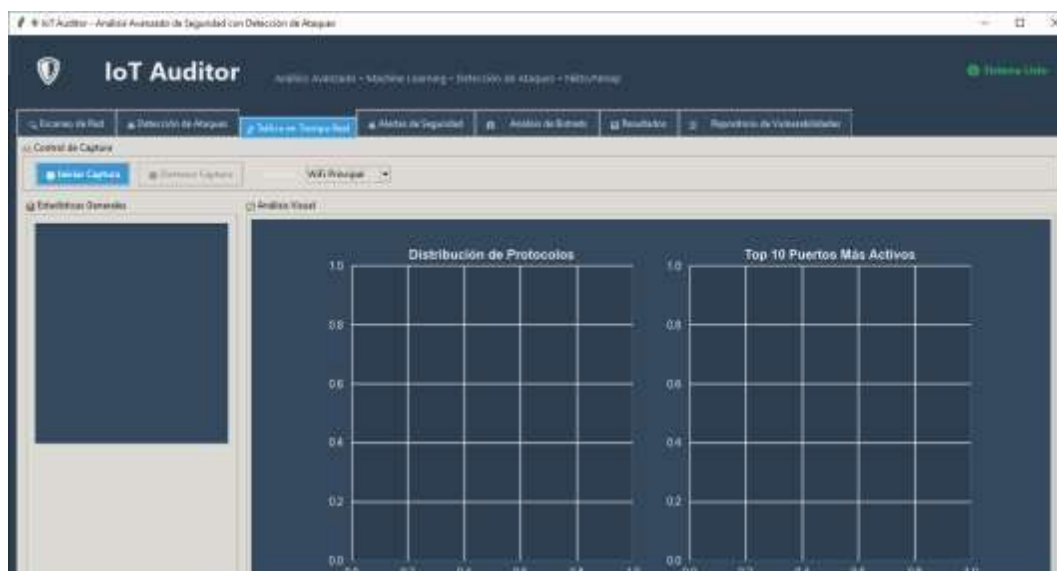 IoT Auditor - Análisis Avanzado de Seguridad con Detección de Ataques
IoT Auditor
Análisis Avanzado • Machine Learning • Detección de Ataques •
Sistema Listo
Escaneo de Red
Detección de Ataques
Tráfico en Tiempo Real
Alertas de Seguridad
Análisis de Botnets
Resultados
Repositorio de Vulnerabilidades
Control de Captura
Iniciar Captura
Detener Captura
WiFi Principal
Estadísticas Generales
Análisis Visual
Distribución de Protocolos
Top 10 Puertos Más Activos
1.0
0.8
0.6
0.4
0.2
0.0
1.0
0.8
0.6
0.4
0.2
0.0